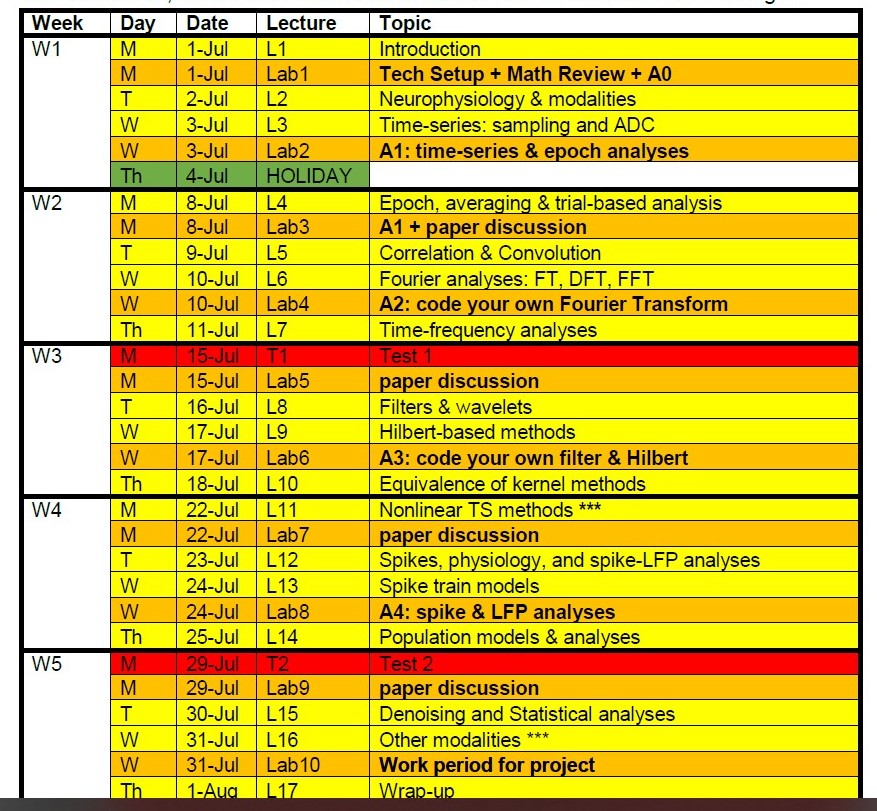 Week Day Date Lecture Topic
W1 M 1-Jul L1 Introduction
M 1-Jul Lab1 Tech Setup + Math Review + A0
T 2-Jul L2 Neurophysiology & modalities
W 3-Jul L3 Time-series: sampling and ADC
W 3-Jul Lab2 A1: time-series & epoch analyses
Th 4-Jul HOLIDAY
W2 M 8-Jul L4 Epoch, averaging & trial-based analysis
M 8-Jul Lab3 A1 + paper discussion
T 9-Jul L5 Correlation & Convolution
W 10-Jul L6 Fourier analyses: FT, DFT, FFT
W 10-Jul Lab4 A2: code your own Fourier Transform
Th 11-Jul L7 Time-frequency analyses
W3 M 15-Jul T1 Test 1
M 15-Jul Lab5 paper discussion
T 16-Jul L8 Filters & wavelets
W 17-Jul L9 Hilbert-based methods
W 17-Jul Lab6 A3: code your own filter & Hilbert
Th 18-Jul L10 Equivalence of kernel methods
W4 M 22-Jul L11 Nonlinear TS methods ***
M 22-Jul Lab7 paper discussion
T 23-Jul L12 Spikes, physiology, and spike-LFP analyses
W 24-Jul L13 Spike train models
W 24-Jul Lab8 A4: spike & LFP analyses
Th 25-Jul L14 Population models & analyses
W5 M 29-Jul T2 Test 2
M 29-Jul Lab9 paper discussion
T 30-Jul L15 Denoising and Statistical analyses
W 31-Jul L16 Other modalities ***
W 31-Jul Lab10 Work period for project
Th 1-Aug L17 Wrap-up